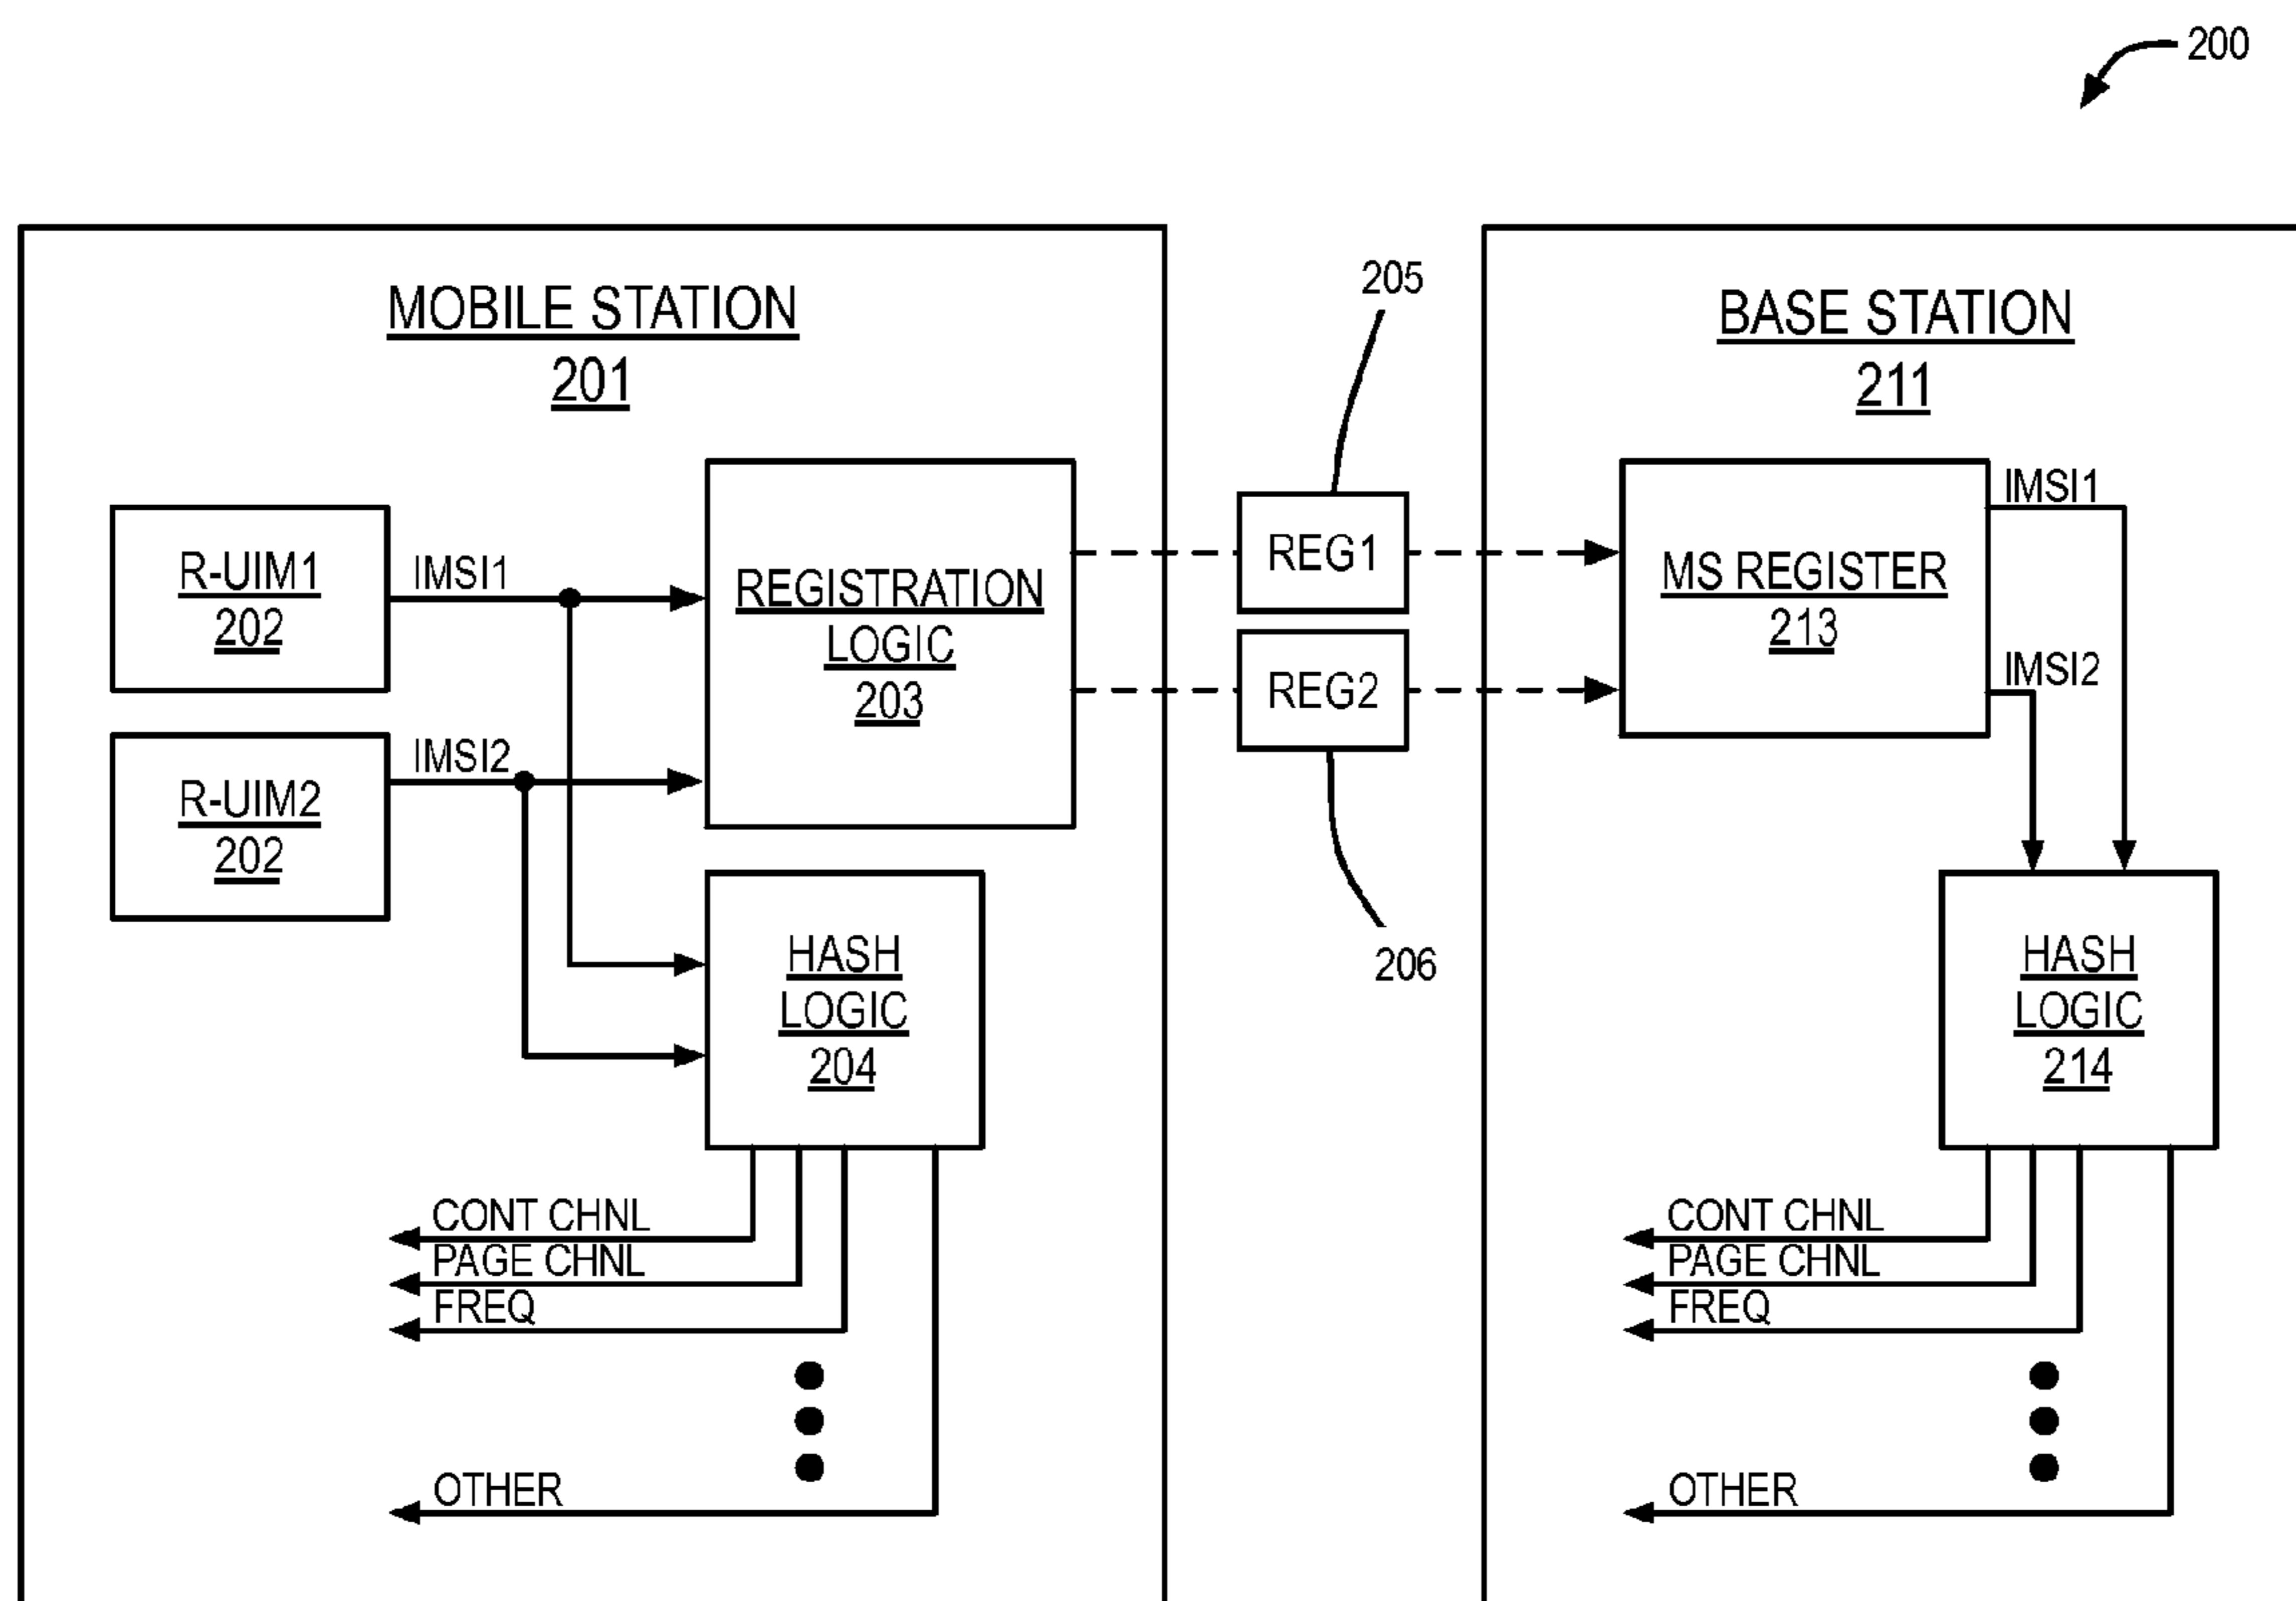 200
MOBILE STATION
201
R-UIM1
202
IMSI1
R-UIM2
202
IMSI2
REGISTRATION
LOGIC
203
HASH
LOGIC
204
CONT CHNL
PAGE CHNL
FREQ
OTHER
205
REG1
REG2
206
BASE STATION
211
MS REGISTER
213
IMSI1
IMSI2
HASH
LOGIC
214
CONT CHNL
PAGE CHNL
FREQ
OTHER